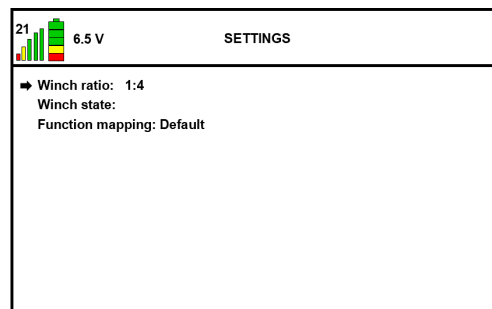 21
6.5 V
SETTINGS
Winch ratio: 1:4
Winch state:
Function mapping: Default